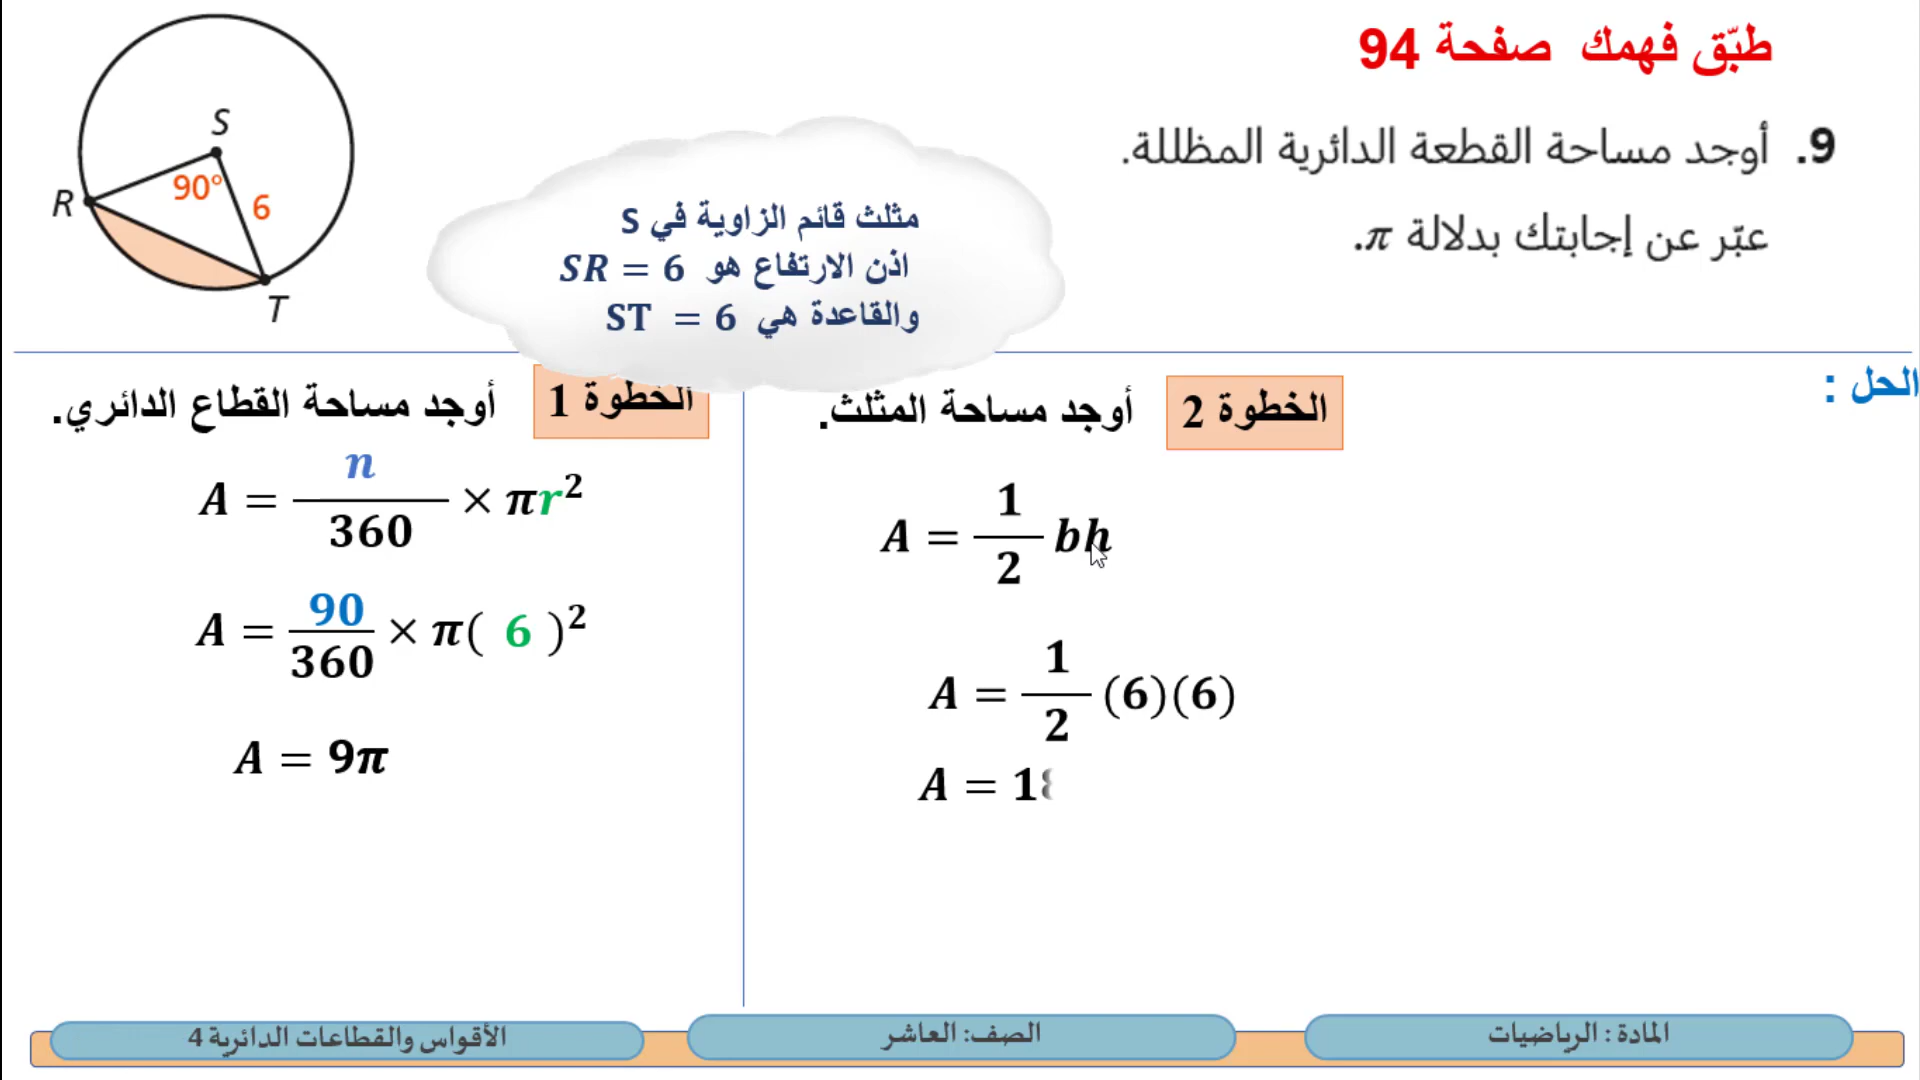 طبّق فهمك صفحة 94
9. أوجد مساحة القطعة الدائرية المظللة.
عبّر عن إجابتك بدلالة π.
S
90°
6
R
T
مثلث قائم الزاوية في S
اذن الارتفاع هو SR = 6
والقاعدة هي ST = 6
الحل :
الخطوة 1 أوجد مساحة القطاع الدائري.
A = n/360 × πr²
A = 90/360 × π( 6 )²
A = 9π
الخطوة 2 أوجد مساحة المثلث.
A = 1/2 bh
A = 1/2 (6)(6)
A = 18
المادة : الرياضيات
الصف: العاشر
الأقواس والقطاعات الدائرية 4